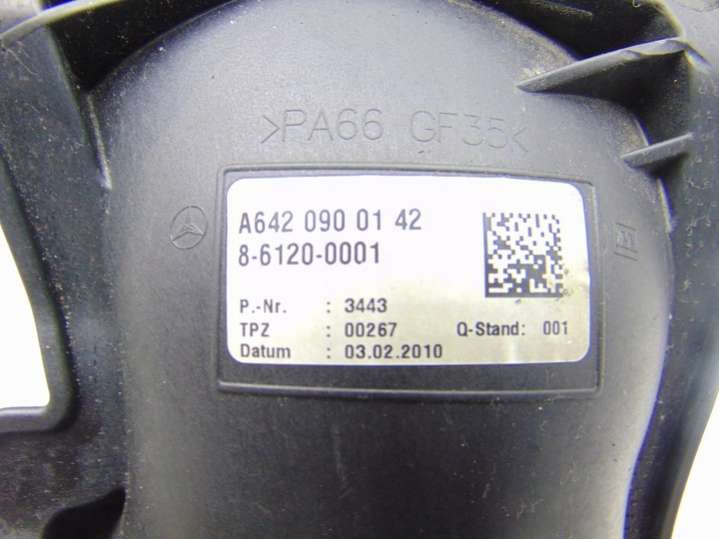 >PA66 GF35<
A642 090 01 42
8-6120-0001
P.-Nr. : 3443
TPZ : 00267 Q-Stand: 001
Datum : 03.02.2010